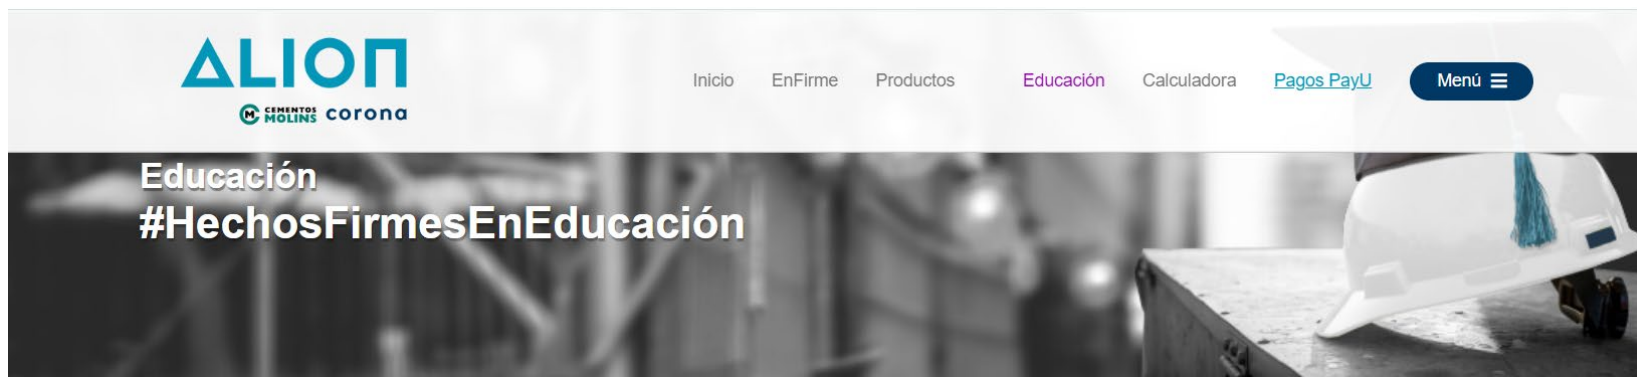 ALION
CEMENTOS MOLINS corona
Inicio EnFirme Productos Educación Calculadora Pagos PayU Menú
Educación
#HechosFirmesEnEducación